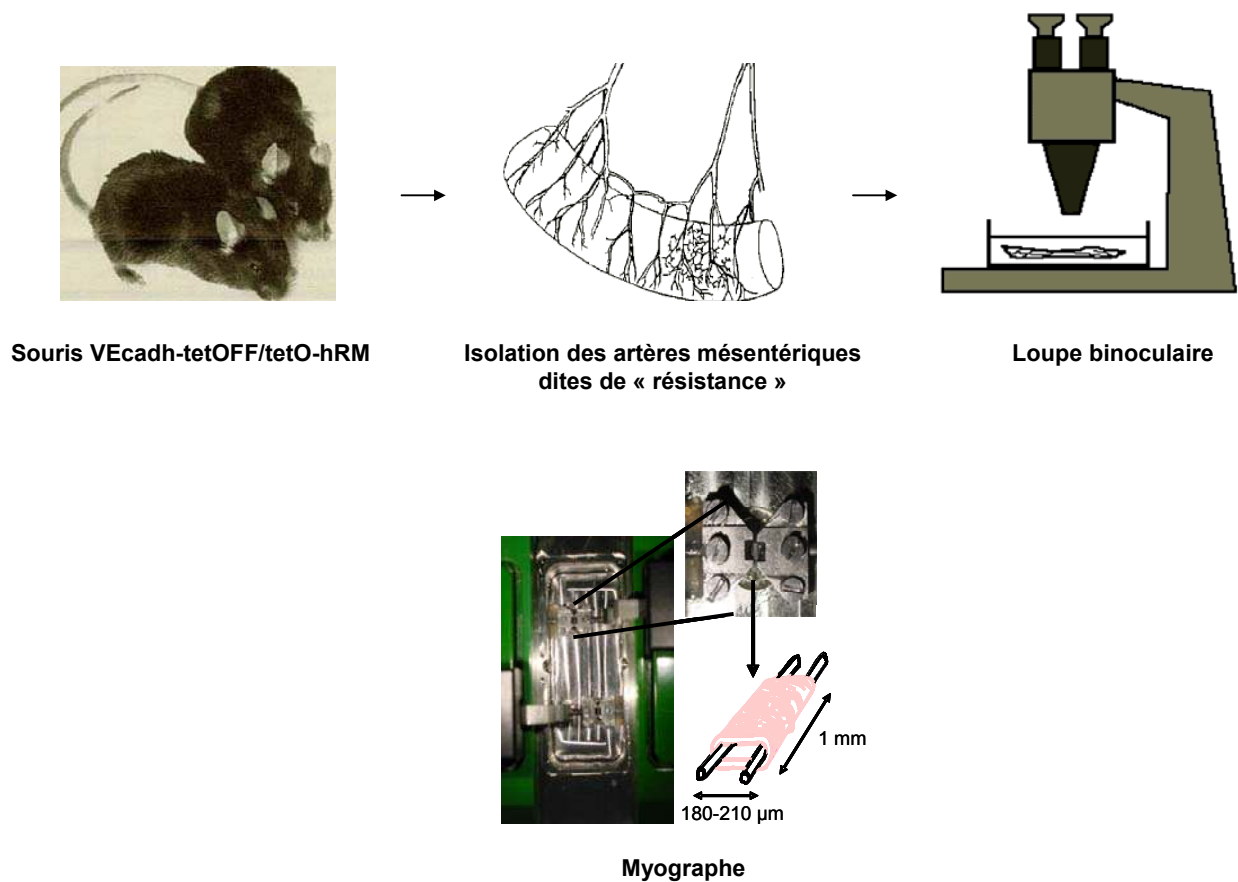 Souris VEcadh-tetOFF/tetO-hRM
Isolation des artères mésentériques
dites de « résistance »
Loupe binoculaire
1 mm
180-210 µm
Myographe